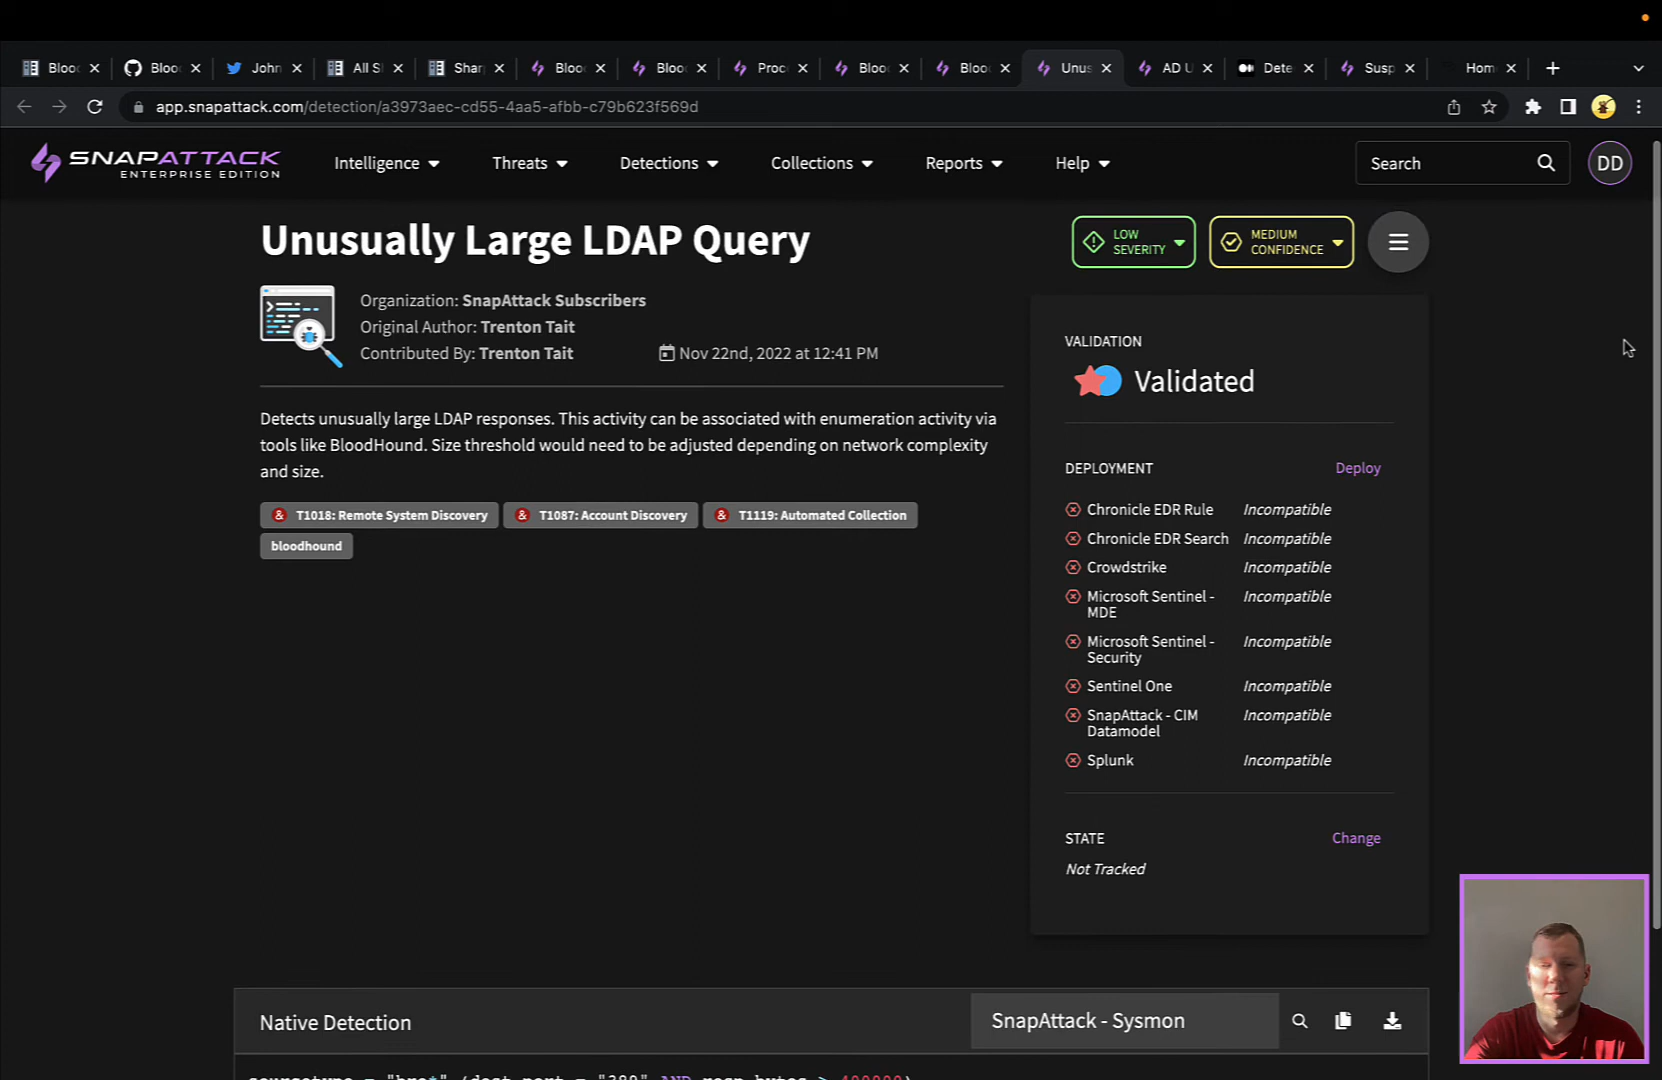 Blooc
Bloo
John
All S
Shar
Bloo
Bloo
Proc
Bloo
Bloo
Unus
AD U
Dete
Susp
Hom
app.snapattack.com/detection/a3973aec-cd55-4aa5-afbb-c79b623f569d
SNAPATTACK
ENTERPRISE EDITION
Intelligence
Threats
Detections
Collections
Reports
Help
Search
DD
Unusually Large LDAP Query
LOW
SEVERITY
MEDIUM
CONFIDENCE
Organization: SnapAttack Subscribers
Original Author: Trenton Tait
Contributed By: Trenton Tait
Nov 22nd, 2022 at 12:41 PM
Detects unusually large LDAP responses. This activity can be associated with enumeration activity via
tools like BloodHound. Size threshold would need to be adjusted depending on network complexity
and size.
& T1018: Remote System Discovery
& T1087: Account Discovery
& T1119: Automated Collection
bloodhound
VALIDATION
Validated
DEPLOYMENT
Deploy
Chronicle EDR Rule Incompatible
Chronicle EDR Search Incompatible
Crowdstrike Incompatible
Microsoft Sentinel - Incompatible
MDE
Microsoft Sentinel - Incompatible
Security
Sentinel One Incompatible
SnapAttack - CIM Incompatible
Datamodel
Splunk Incompatible
STATE
Change
Not Tracked
Native Detection
SnapAttack - Sysmon